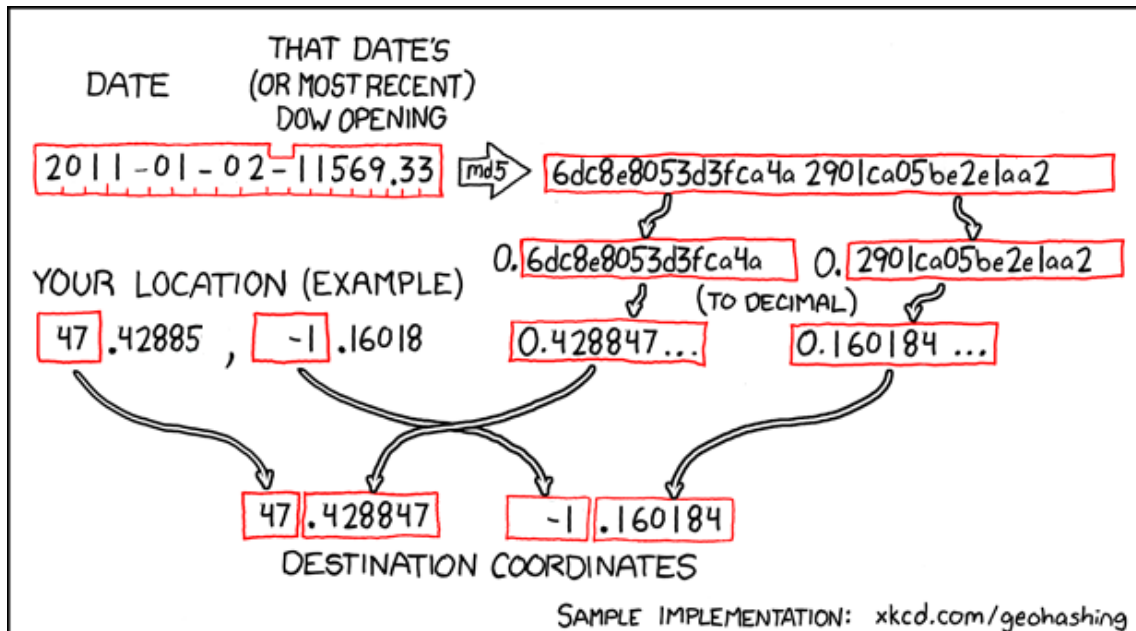 DATE
THAT DATE'S
(OR MOST RECENT)
DOW OPENING
2011-01-02-11569.33
md5
6dc8e8053d3fca4a 2901ca05be2e1aa2
0.6dc8e8053d3fca4a
0.2901ca05be2e1aa2
(TO DECIMAL)
YOUR LOCATION (EXAMPLE)
47.42885, -1.16018
0.428847...
0.160184...
47.428847
-1.160184
DESTINATION COORDINATES
SAMPLE IMPLEMENTATION: xkcd.com/geohashing